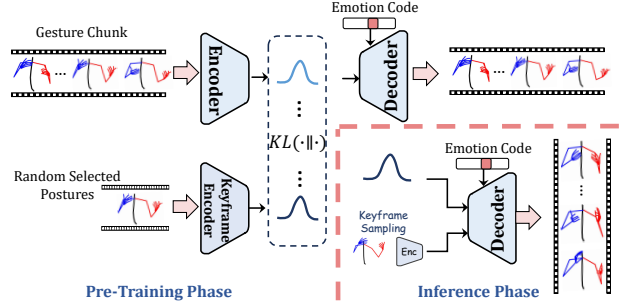 Gesture Chunk
...
Encoder
...
KL(·||·)
...
Emotion Code
Decoder
...
Random Selected
Postures
Keyframe
Encoder
Pre-Training Phase
Emotion Code
Keyframe
Sampling
Enc
Decoder
...
Inference Phase